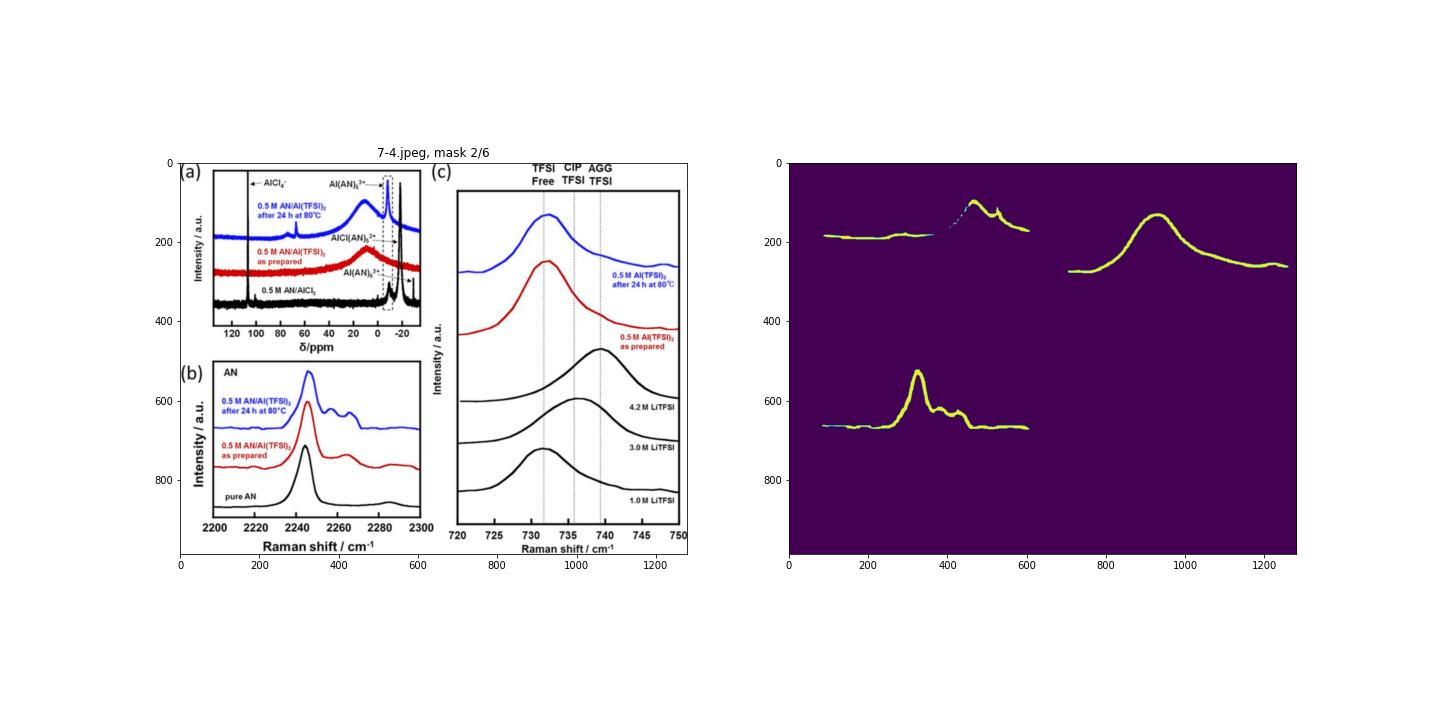 7-4.jpeg, mask 2/6
(a)
AlCl4-
Al(AN)63+
0.5 M AN/Al(TFSI)3
after 24 h at 80℃
AlCl(AN)52+
0.5 M AN/Al(TFSI)3
as prepared
Al(AN)63+
0.5 M AN/AlCl3
Intensity / a.u.
120 100 80 60 40 20 0 -20
δ/ppm
(b)
AN
0.5 M AN/Al(TFSI)3
after 24 h at 80°C
0.5 M AN/Al(TFSI)3
as prepared
pure AN
Intensity / a.u.
2200 2220 2240 2260 2280 2300
Raman shift / cm-1
(c)
TFSI CIP AGG
Free TFSI TFSI
0.5 M Al(TFSI)3
after 24 h at 80℃
0.5 M Al(TFSI)3
as prepared
4.2 M LiTFSI
3.0 M LiTFSI
1.0 M LiTFSI
Intensity / a.u.
720 725 730 735 740 745 750
Raman shift / cm-1
0
200
400
600
800
0 200 400 600 800 1000 1200
0
200
400
600
800
0 200 400 600 800 1000 1200